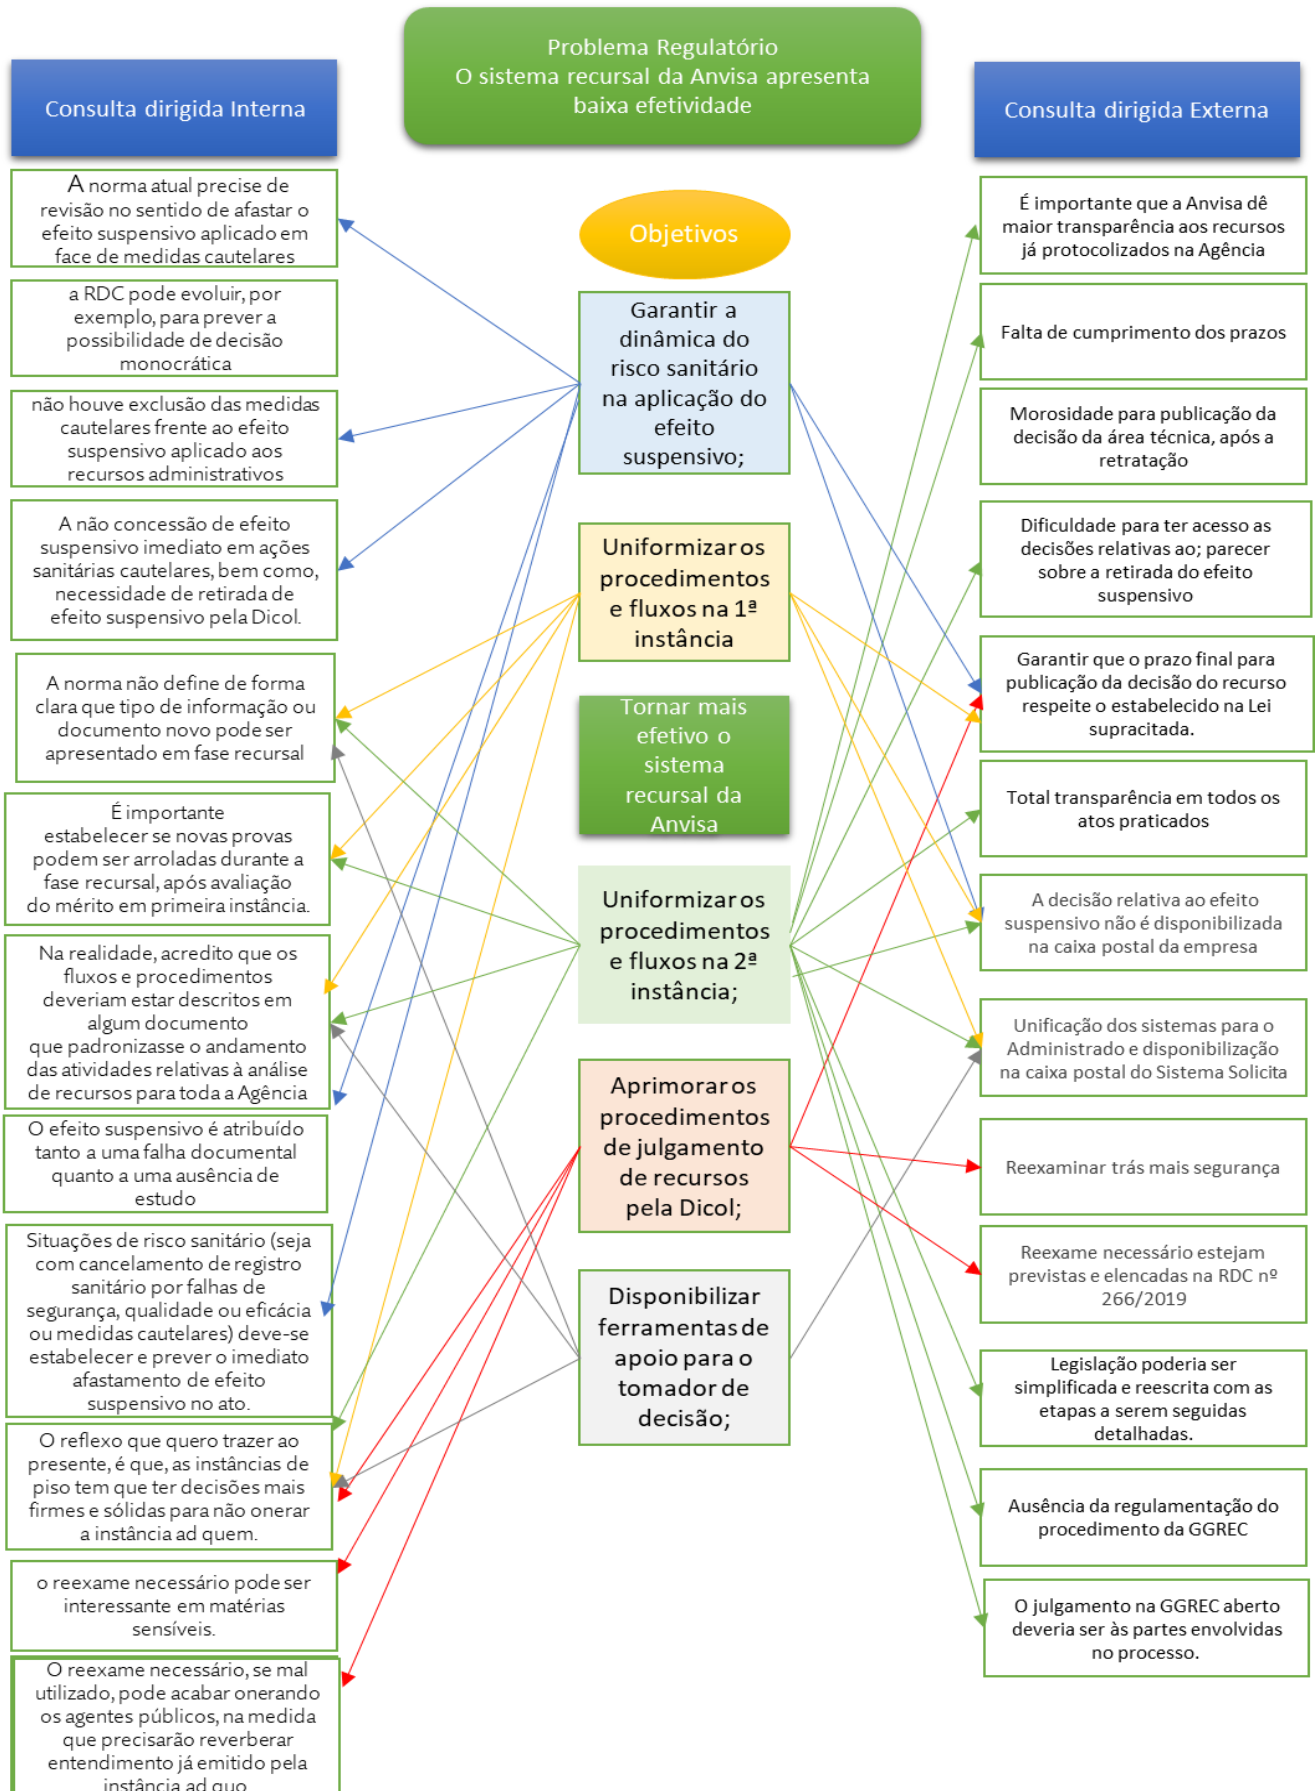 Problema Regulatório
O sistema recursal da Anvisa apresenta
baixa efetividade
Consulta dirigida Interna
A norma atual precise de
revisão no sentido de afastar o
efeito suspensivo aplicado em
face de medidas cautelares
a RDC pode evoluir, por
exemplo, para prever a
possibilidade de decisão
monocrática
não houve exclusão das medidas
cautelares frente ao efeito
suspensivo aplicado aos
recursos administrativos
A não concessão de efeito
suspensivo imediato em ações
sanitárias cautelares, bem como,
necessidade de retirada de
efeito suspensivo pela Dicol.
A norma não define de forma
clara que tipo de informação ou
documento novo pode ser
apresentado em fase recursal
É importante
estabelecer se novas provas
podem ser arroladas durante a
fase recursal, após avaliação
do mérito em primeira instância.
Na realidade, acredito que os
fluxos e procedimentos
deveriam estar descritos em
algum documento
que padronizasse o andamento
das atividades relativas à análise
de recursos para toda a Agência
O efeito suspensivo é atribuído
tanto a uma falha documental
quanto a uma ausência de
estudo
Situações de risco sanitário (seja
com cancelamento de registro
sanitário por falhas de
segurança, qualidade ou eficácia
ou medidas cautelares) deve-se
estabelecer e prever o imediato
afastamento de efeito
suspensivo no ato.
O reflexo que quero trazer ao
presente, é que, as instâncias de
piso tem que ter decisões mais
firmes e sólidas para não onerar
a instância ad quem.
o reexame necessário pode ser
interessante em matérias
sensíveis.
O reexame necessário, se mal
utilizado, pode acabar onerando
os agentes públicos, na medida
que precisarão reverberar
entendimento já emitido pela
instância ad quo
Objetivos
Garantir a
dinâmica do
risco sanitário
na aplicação do
efeito
suspensivo;
Uniformizar os
procedimentos
e fluxos na 1ª
instância
Tornar mais
efetivo o
sistema
recursal da
Anvisa
Uniformizar os
procedimentos
e fluxos na 2ª
instância;
Aprimorar os
procedimentos
de julgamento
de recursos
pela Dicol;
Disponibilizar
ferramentas de
apoio para o
tomador de
decisão;
Consulta dirigida Externa
É importante que a Anvisa dê
maior transparência aos recursos
já protocolizados na Agência
Falta de cumprimento dos prazos
Morosidade para publicação da
decisão da área técnica, após a
retratação
Dificuldade para ter acesso as
decisões relativas ao; parecer
sobre a retirada do efeito
suspensivo
Garantir que o prazo final para
publicação da decisão do recurso
respeite o estabelecido na Lei
supracitada.
Total transparência em todos os
atos praticados
A decisão relativa ao efeito
suspensivo não é disponibilizada
na caixa postal da empresa
Unificação dos sistemas para o
Administrado e disponibilização
na caixa postal do Sistema Solicita
Reexaminar trás mais segurança
Reexame necessário estejam
previstas e elencadas na RDC nº
266/2019
Legislação poderia ser
simplificada e reescrita com as
etapas a serem seguidas
detalhadas.
Ausência da regulamentação do
procedimento da GGREC
O julgamento na GGREC aberto
deveria ser às partes envolvidas
no processo.